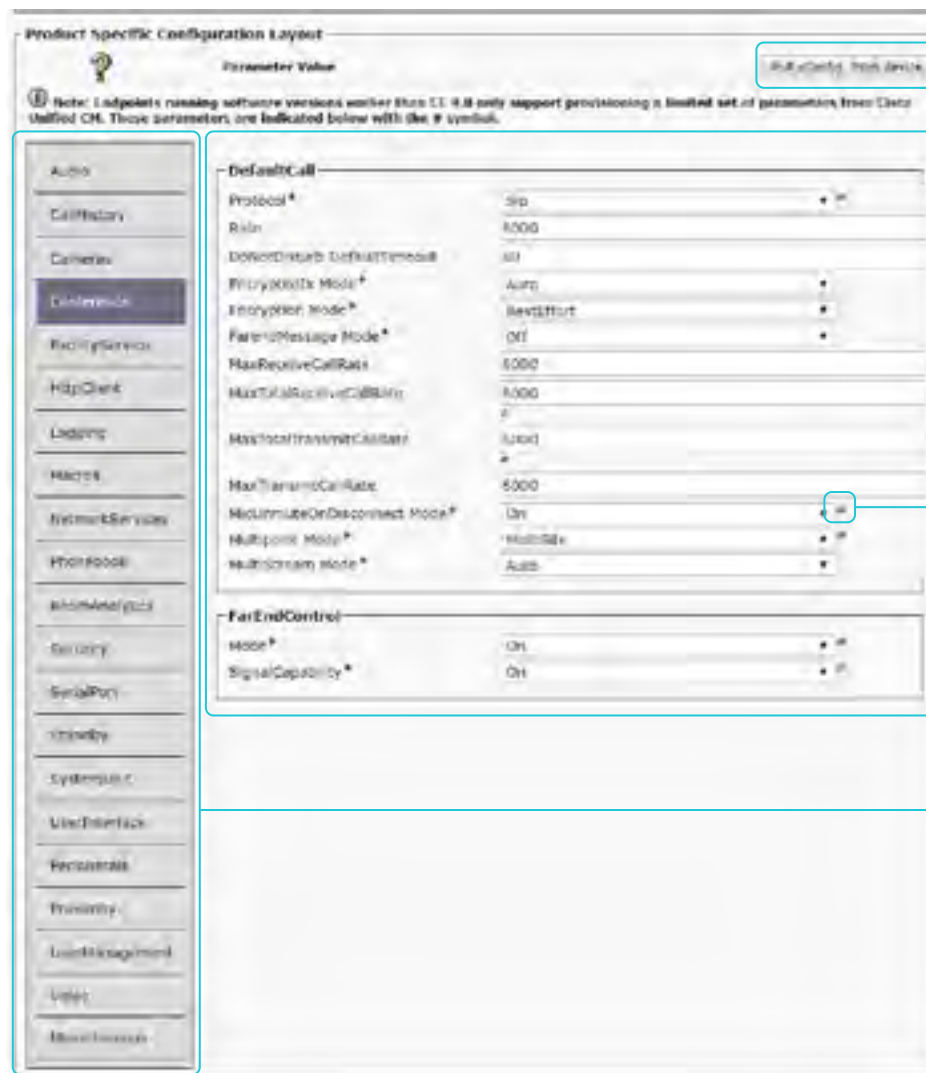 Product Specific Configuration Layout
?
Parameter Value
Pull xConfig. from device
Note: Endpoints running software versions earlier than CE 9.8 only support provisioning a limited set of parameters from Cisco
Unified CM. These parameters are indicated below with the # symbol.
Audio
CallHistory
Cameras
Conference
FacilityService
HttpClient
Logging
Macros
NetworkServices
Phonebook
RoomAnalytics
Security
SerialPort
Standby
SystemUnit
UserInterface
Peripherals
Proximity
UserManagement
Video
Miscellaneous
DefaultCall
Protocol*
Sip
#
Rate
6000
DoNotDisturb DefaultTimeout
60
Encryption Mode*
BestEffort
Mode*
Auto
FarendMessage Mode*
Off
MaxReceiveCallRate
6000
MaxTotalReceiveCallRate
6000
#
MaxTotalTransmitCallRate
6000
#
MaxTransmitCallRate
6000
MicUnmuteOnDisconnect Mode*
On
#
Multipoint Mode*
MultiSite
#
MultiStream Mode*
Auto
FarEndControl
Mode*
On
#
SignalCapability*
On
#